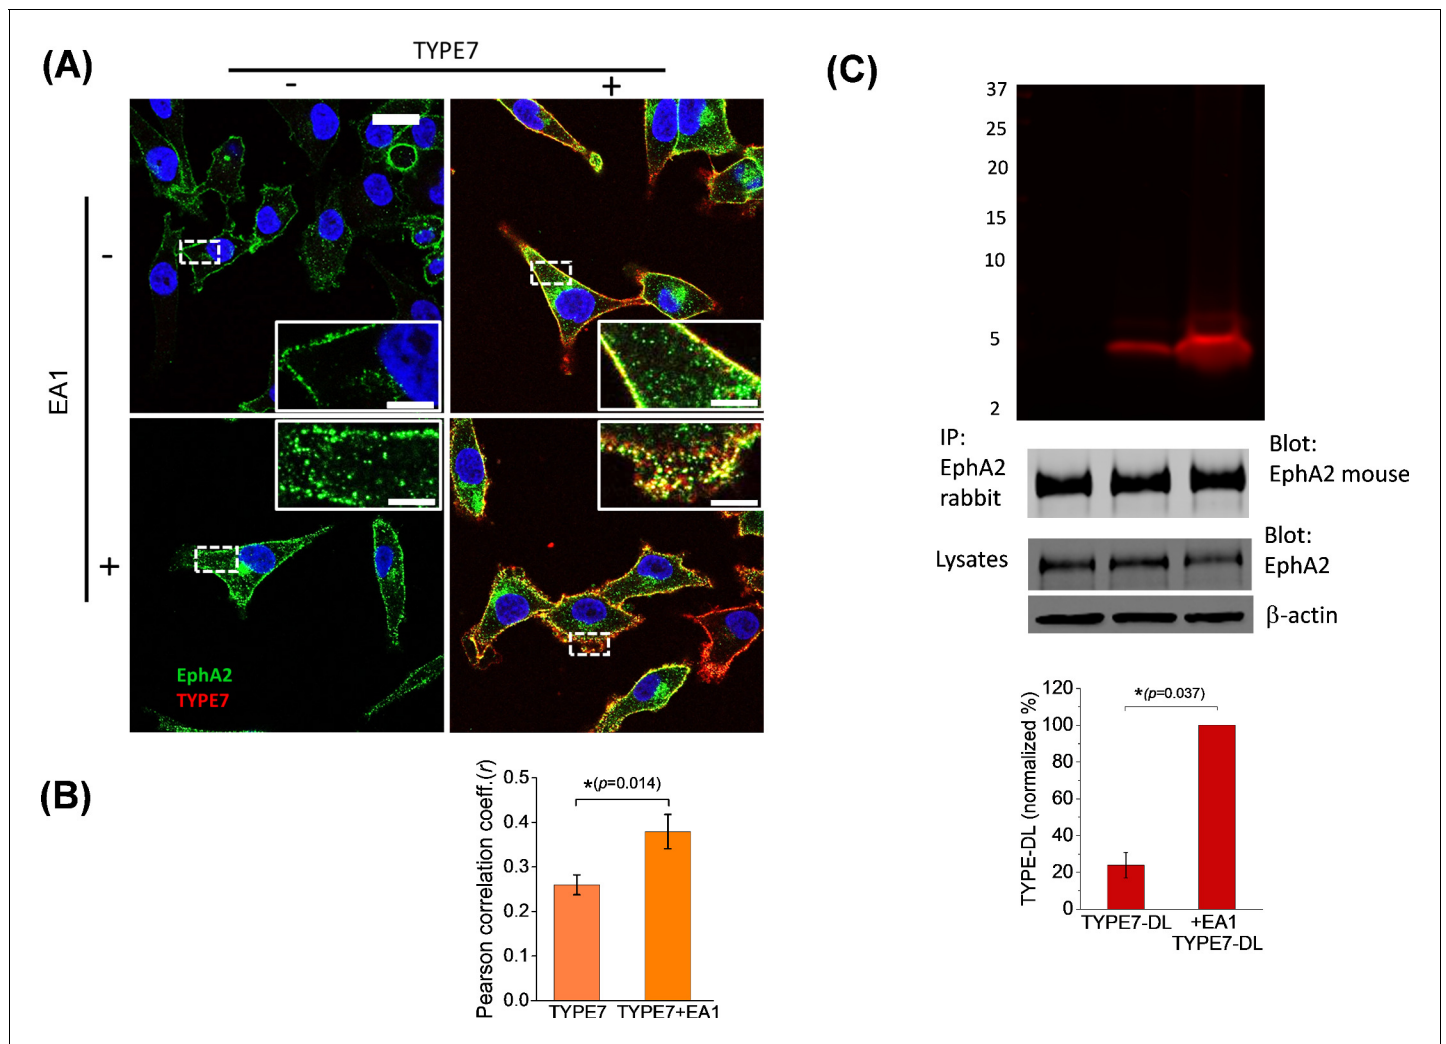 (A)
TYPE7
-
+
EA1
-
+
EphA2
TYPE7
(B)
Pearson correlation coeff.(r)
0.5
0.4
0.3
0.2
0.1
0.0
*(p=0.014)
TYPE7
TYPE7+EA1
(C)
37
25
20
15
10
5
2
IP:
EphA2
rabbit
Blot:
EphA2 mouse
Lysates
Blot:
EphA2
β-actin
TYPE-DL (normalized %)
120
100
80
60
40
20
0
*(p=0.037)
TYPE7-DL
+EA1
TYPE7-DL